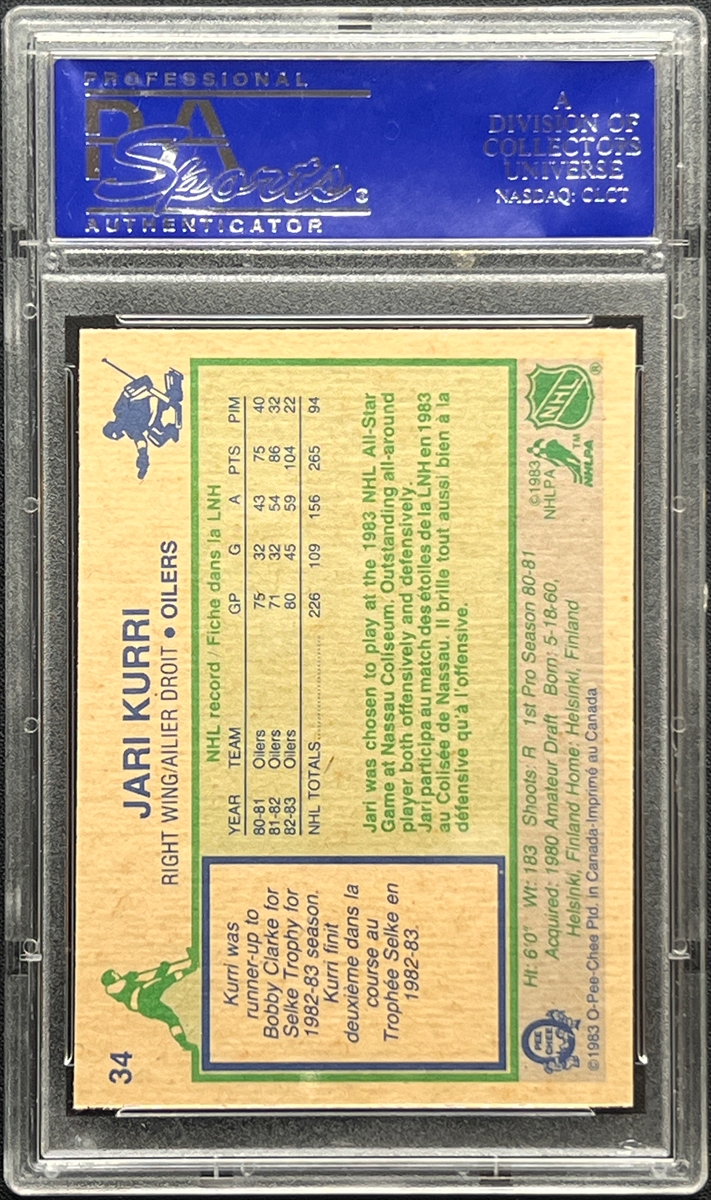 PROFESSIONAL
PSA
Sports®
AUTHENTICATOR
A
DIVISION OF
COLLECTORS
UNIVERSE
NASDAQ: CLCT
34
JARI KURRI
RIGHT WING/AILIER DROIT • OILERS
Kurri was
runner-up to
Bobby Clarke for
Selke Trophy for
1982-83 season.
Kurri finit
deuxième dans la
course au
Trophée Selke en
1982-83
NHL record / Fiche dans la LNH
YEAR TEAM GP G A PTS PIM
80-81 Oilers 75 32 43 75 40
81-82 Oilers 71 32 54 86 32
82-83 Oilers 80 45 59 104 22
NHL TOTALS 226 109 156 265 94
Jari was chosen to play at the 1983 NHL All-Star
Game at Nassau Coliseum. Outstanding all-around
player both offensively and defensively.
Jari participa au match des étoiles de la LNH en 1983
au Colisée de Nassau. Il brille tout aussi bien à la
défensive qu'à l'offensive.
Ht: 6'0" Wt: 183 Shoots: R 1st Pro Season 80-81
Acquired: 1980 Amateur Draft Born: 5-18-60,
Helsinki, Finland Home: Helsinki, Finland
O PEE CHEE
©1983 O-Pee-Chee Ptd. in Canada-Imprimé au Canada
©1983
NHLPA
NHLPA™
NHL®